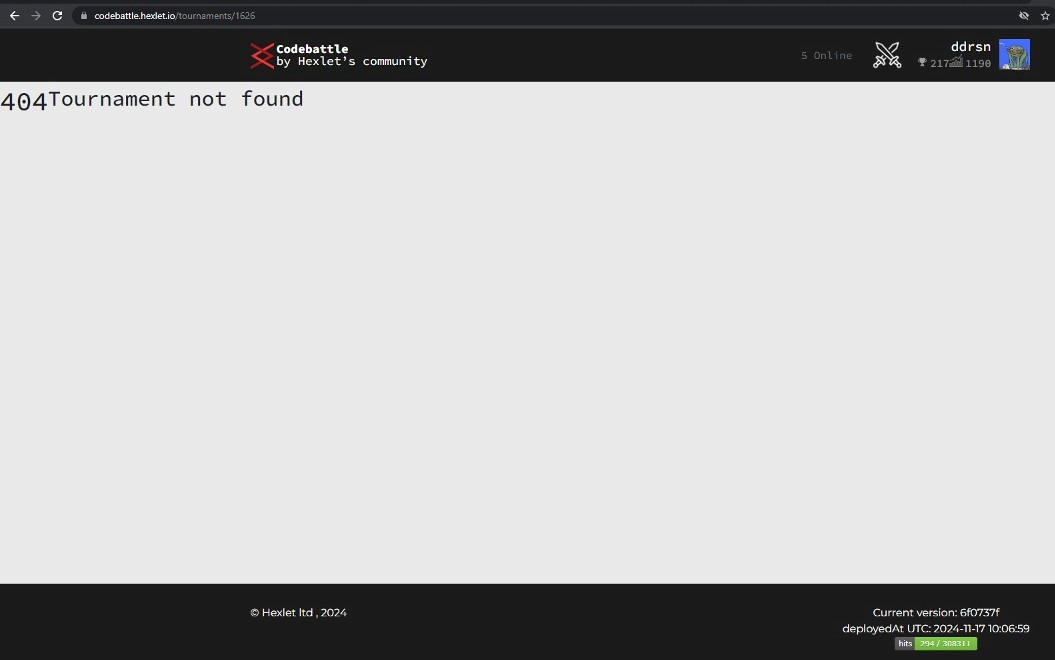 codebattle.hexlet.io/tournaments/1626
Codebattle
by Hexlet's community
5 Online
ddrsn
217 1190
404Tournament not found
© Hexlet ltd , 2024
Current version: 6f0737f
deployedAt UTC: 2024-11-17 10:06:59
hits 294 / 308311